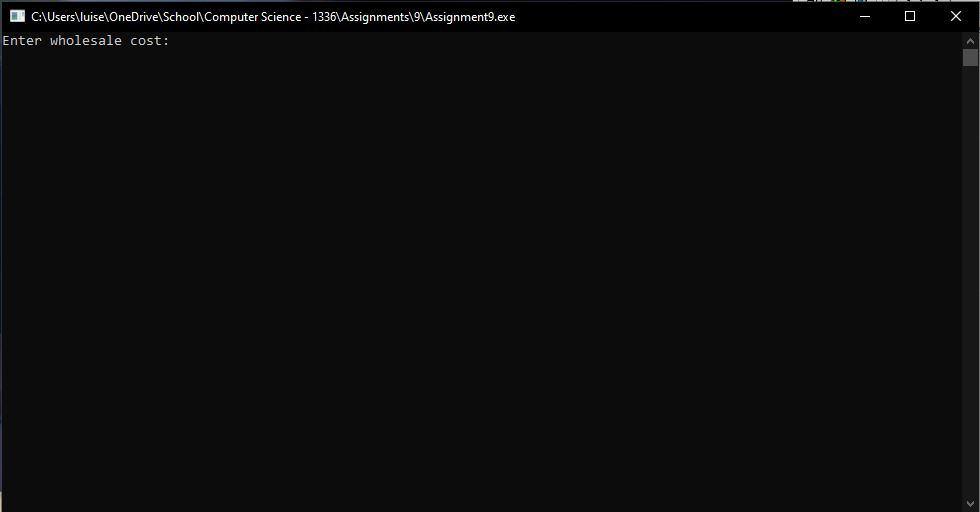 C:\Users\luise\OneDrive\School\Computer Science - 1336\Assignments\9\Assignment9.exe
Enter wholesale cost: